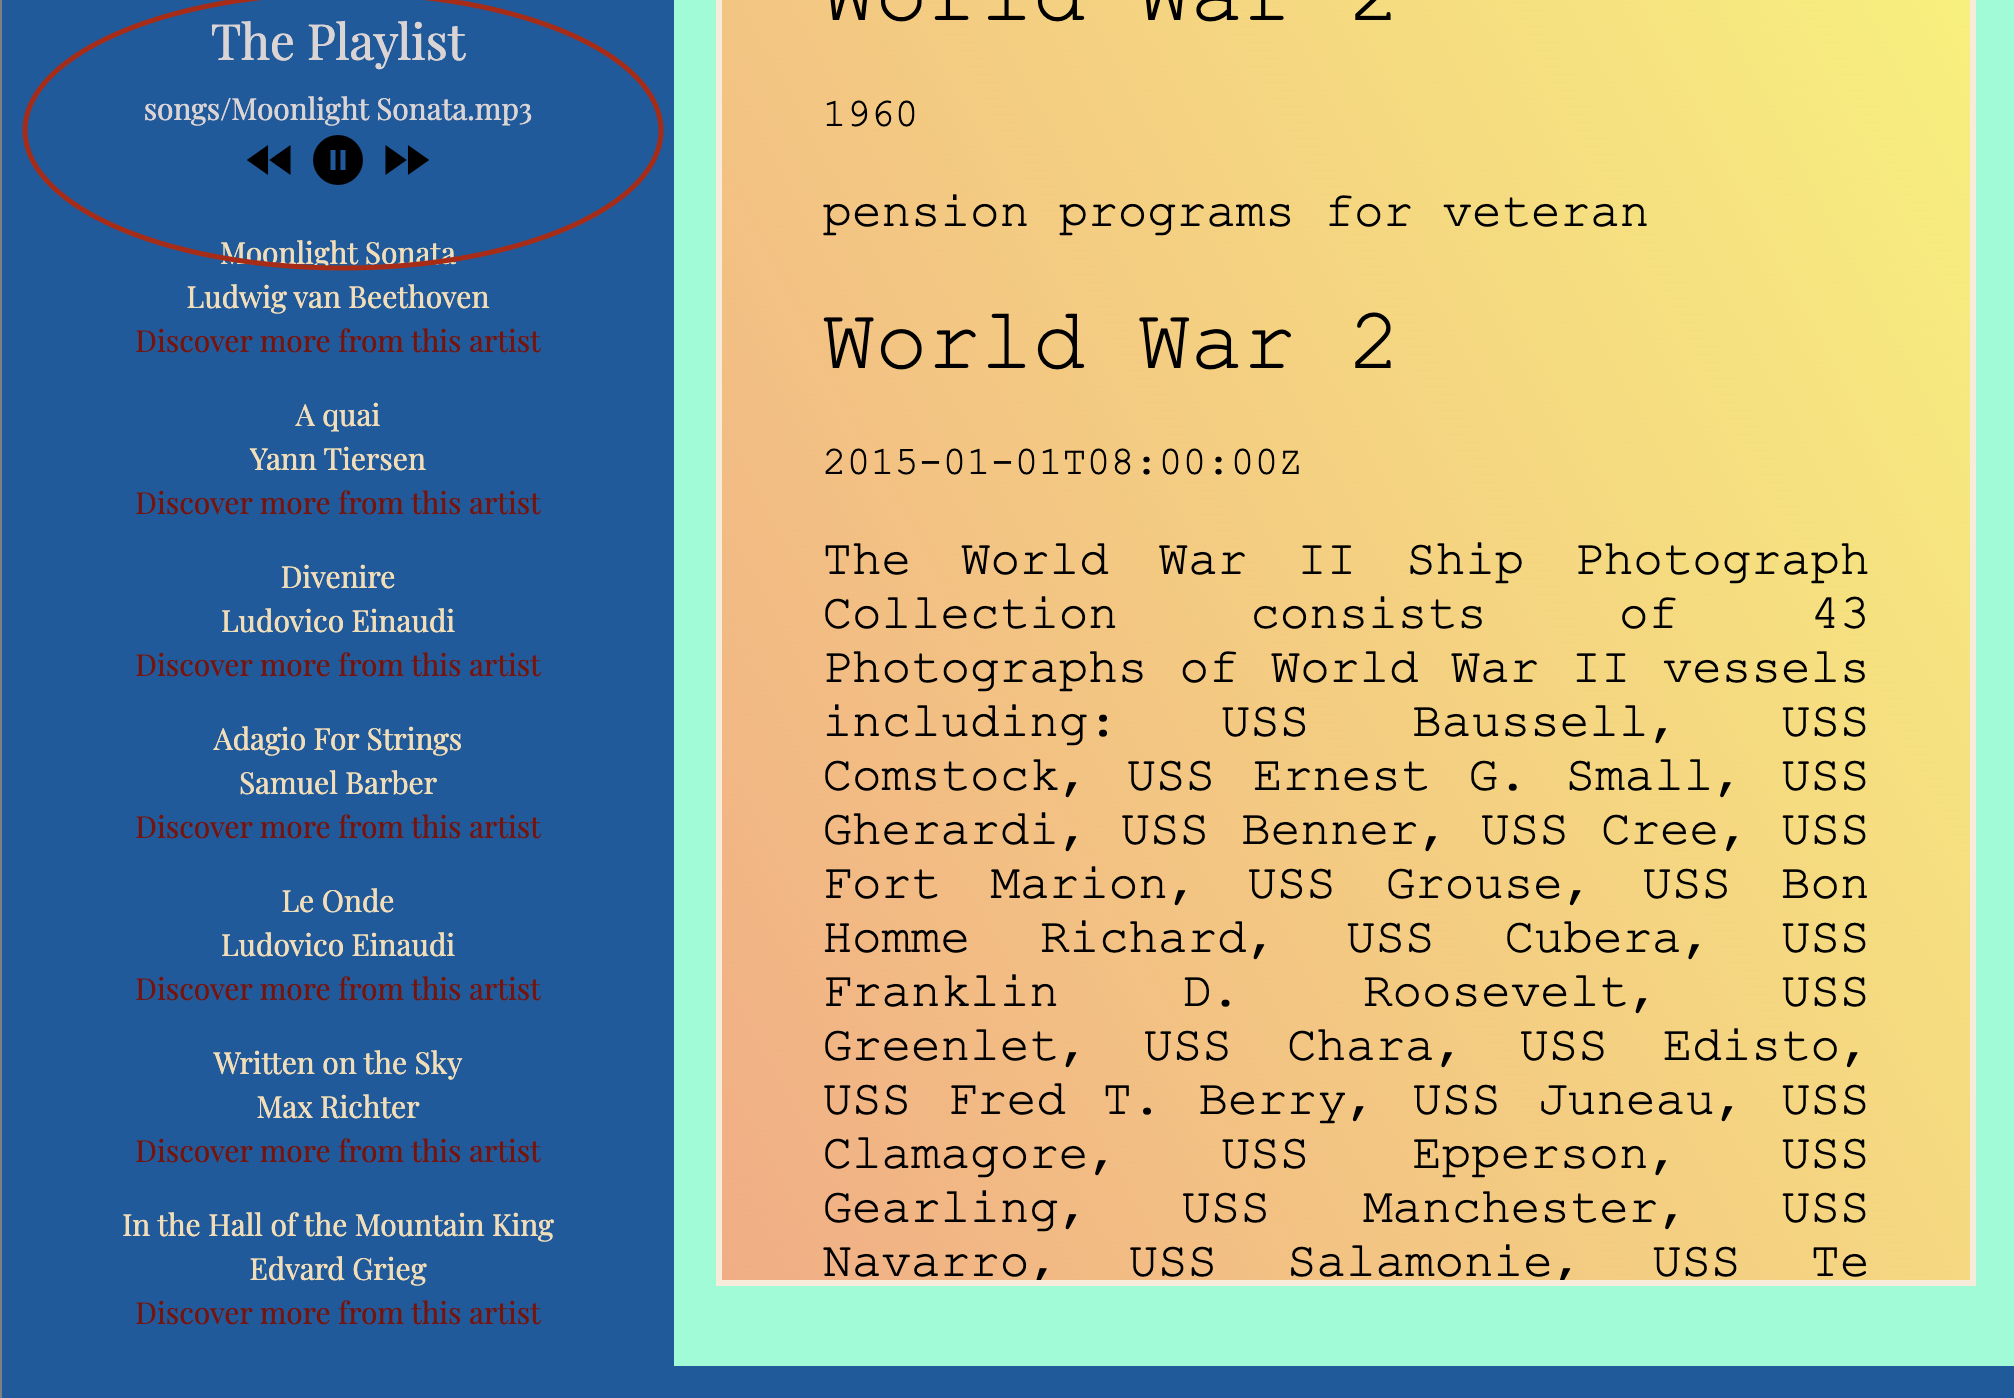 The Playlist
songs/Moonlight Sonata.mp3
Moonlight Sonata
Ludwig van Beethoven
Discover more from this artist
A quai
Yann Tiersen
Discover more from this artist
Divenire
Ludovico Einaudi
Discover more from this artist
Adagio For Strings
Samuel Barber
Discover more from this artist
Le Onde
Ludovico Einaudi
Discover more from this artist
Written on the Sky
Max Richter
Discover more from this artist
In the Hall of the Mountain King
Edvard Grieg
Discover more from this artist
World War 2
1960
pension programs for veteran
World War 2
2015-01-01T08:00:00Z
The World War II Ship Photograph
Collection consists of 43
Photographs of World War II vessels
including: USS Baussell, USS
Comstock, USS Ernest G. Small, USS
Gherardi, USS Benner, USS Cree, USS
Fort Marion, USS Grouse, USS Bon
Homme Richard, USS Cubera, USS
Franklin D. Roosevelt, USS
Greenlet, USS Chara, USS Edisto,
USS Fred T. Berry, USS Juneau, USS
Clamagore, USS Epperson, USS
Gearling, USS Manchester, USS
Navarro, USS Salamonie, USS Te